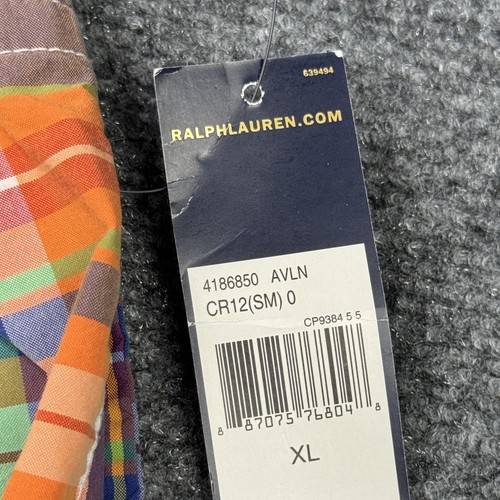 639494
RALPHLAUREN.COM
4186850 AVLN
CR12(SM) 0
CP9384 5 5
8 87075 76804 8
XL